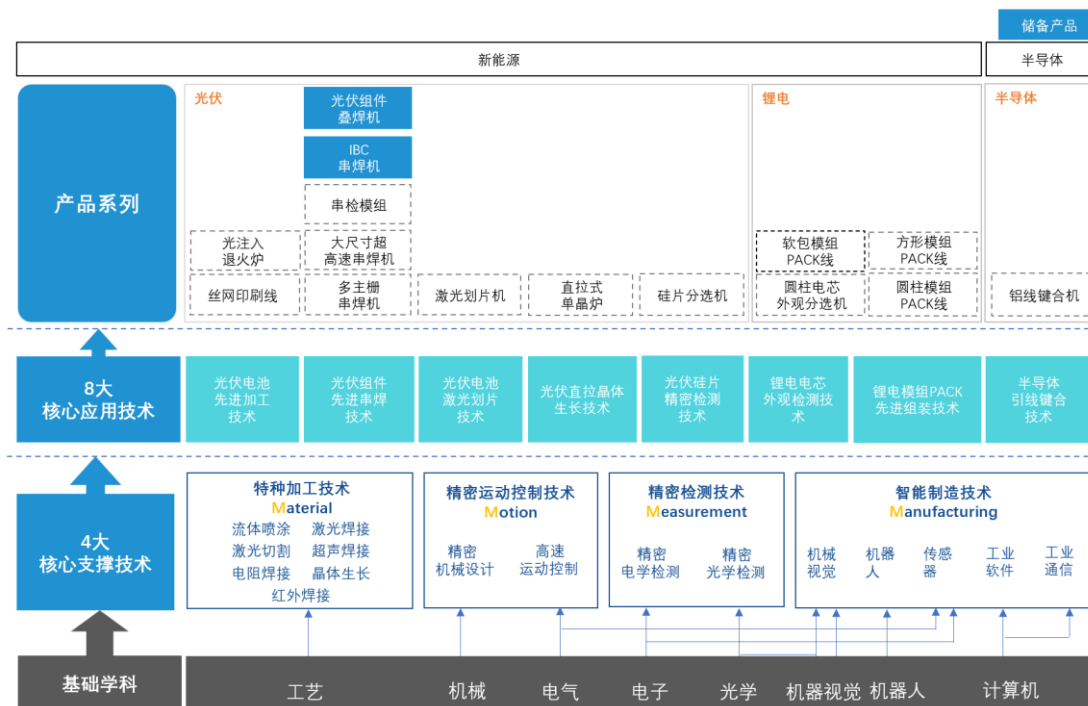 储备产品
新能源
半导体
产品系列
光伏
锂电
半导体
光伏组件
叠焊机
IBC
串焊机
串检模组
光注入
退火炉
大尺寸超
高速串焊机
软包模组
PACK线
方形模组
PACK线
丝网印刷线
多主栅
串焊机
激光划片机
直拉式
单晶炉
硅片分选机
圆柱电芯
外观分选机
圆柱模组
PACK线
铝线键合机
8大
核心应用技术
光伏电池
先进加工
技术
光伏组件
先进串焊
技术
光伏电池
激光划片
技术
光伏直拉晶体
生长技术
光伏硅片
精密检测
技术
锂电电芯
外观检测技
术
锂电模组PACK
先进组装技术
半导体
引线键合
技术
4大
核心支撑技术
特种加工技术
Material
流体喷涂 激光焊接
激光切割 超声焊接
电阻焊接 晶体生长
红外焊接
精密运动控制技术
Motion
精密
机械设计
高速
运动控制
精密检测技术
Measurement
精密
电学检测
精密
光学检测
智能制造技术
Manufacturing
机械
视觉
机器
人
传感
器
工业
软件
工业
通信
基础学科
工艺
机械
电气
电子
光学
机器视觉
机器人
计算机